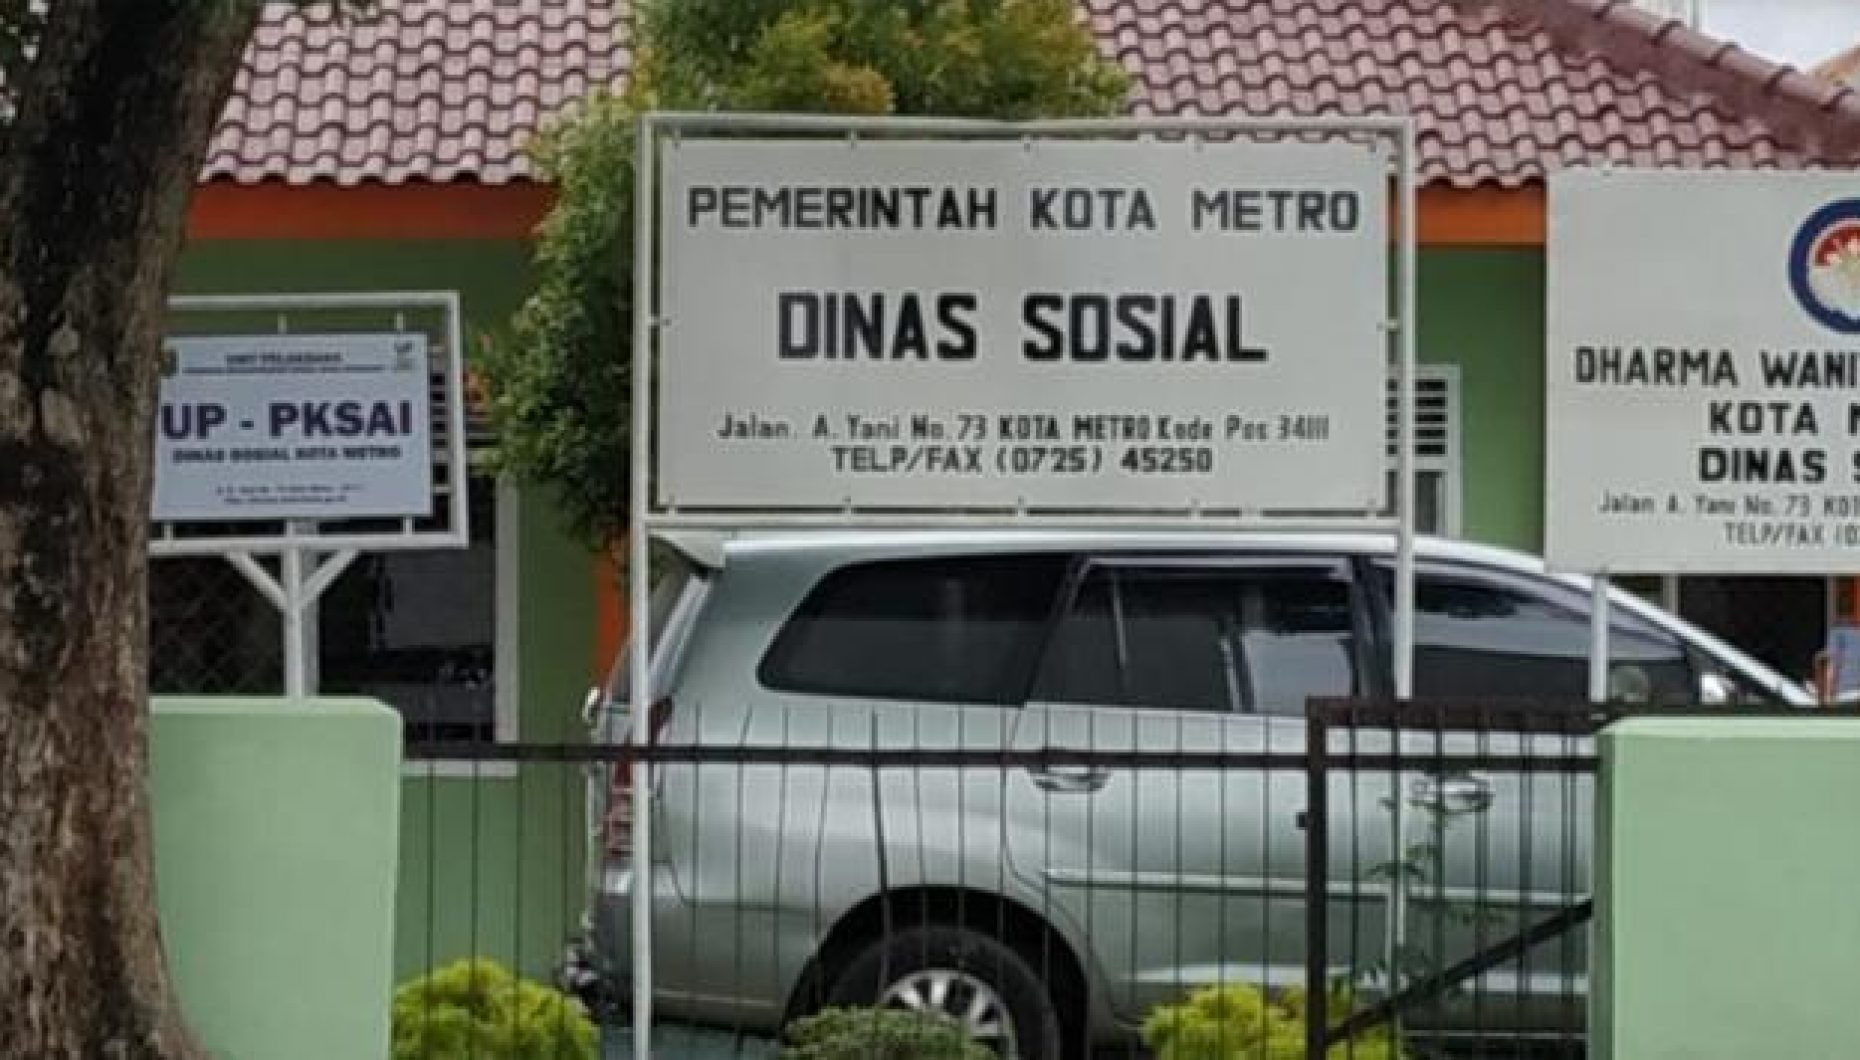 UP - PKSAI
DINAS SOSIAL KOTA METRO
PEMERINTAH KOTA METRO
DINAS SOSIAL
Jalan. A. Yani No. 73 KOTA METRO Kode Pos 34111
TELP/FAX (0725) 45250
DHARMA WANI
KOTA
DINAS
Jalan A. Yani No. 73
TELP/FAX